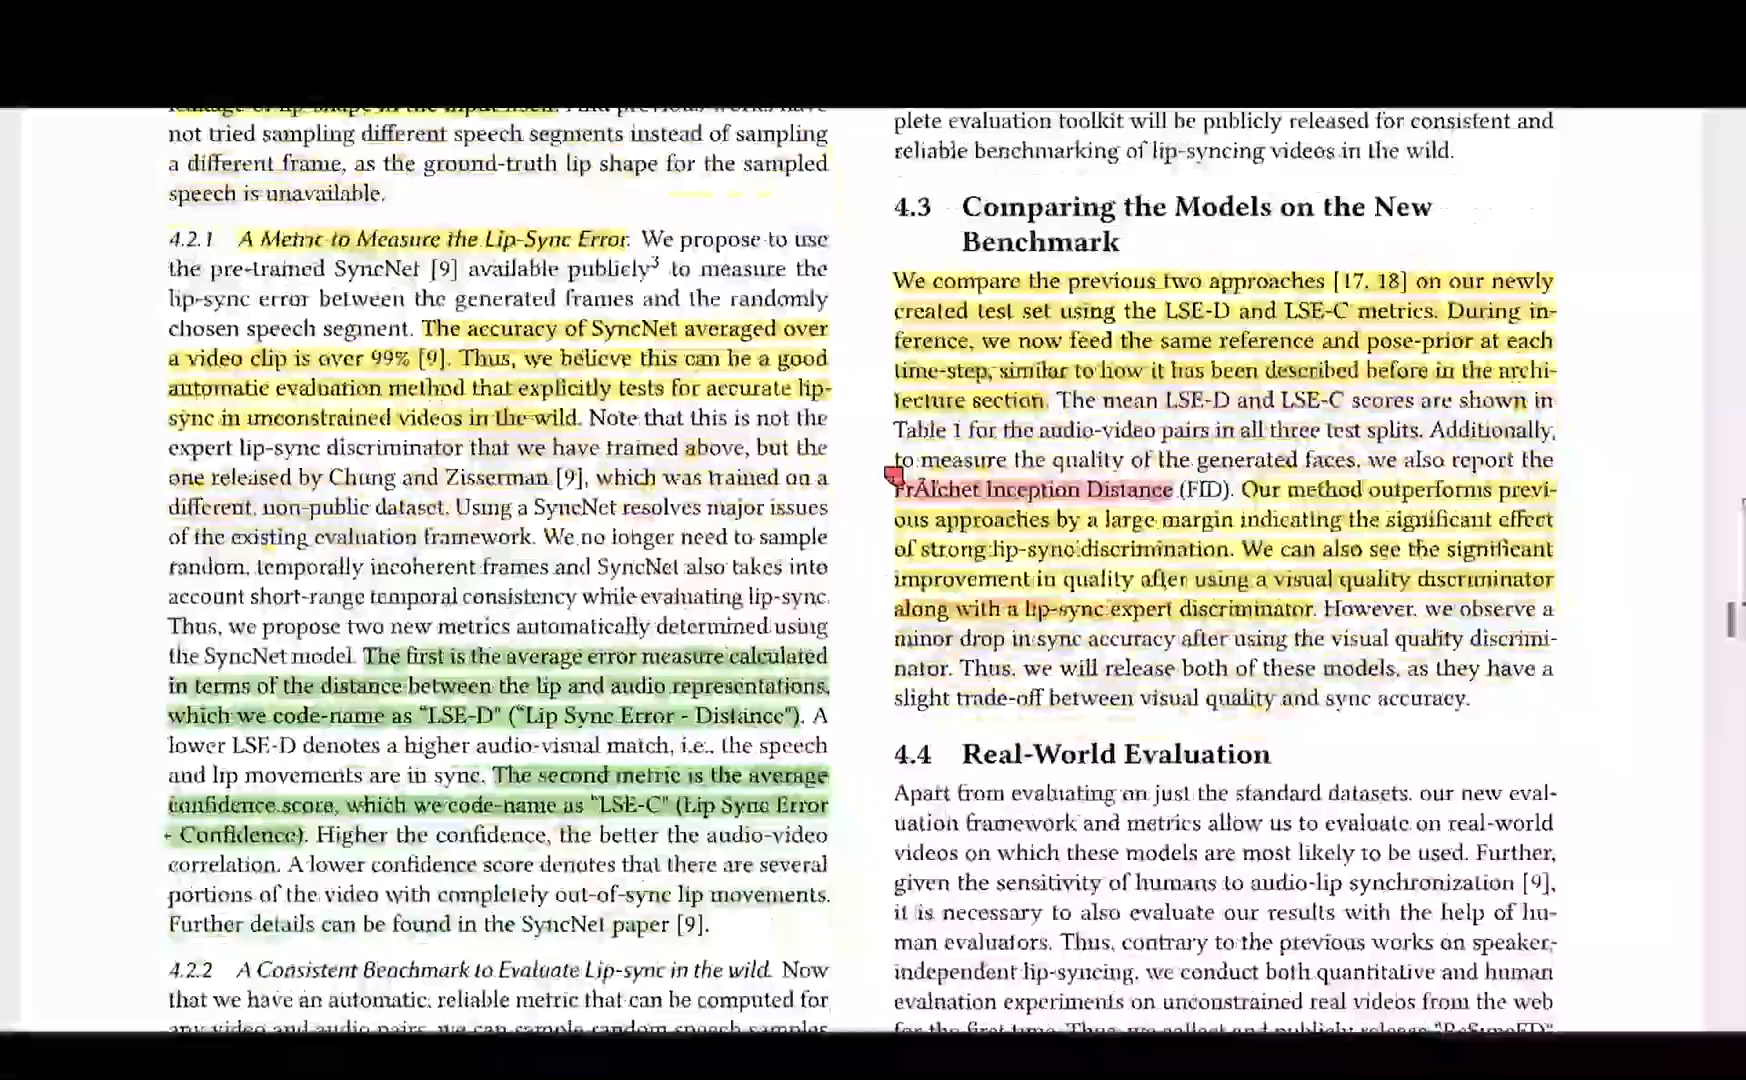 not tried sampling different speech segments instead of sampling
a different frame, as the ground-truth lip shape for the sampled
speech is unavailable.
4.2.1 A Metric to Measure the Lip-Sync Error. We propose to use
the pre-trained SyncNet [9] available publicly³ to measure the
lip-sync error between the generated frames and the randomly
chosen speech segment. The accuracy of SyncNet averaged over
a video clip is over 99% [9]. Thus, we believe this can be a good
automatic evaluation method that explicitly tests for accurate lip-
sync in unconstrained videos in the wild. Note that this is not the
expert lip-sync discriminator that we have trained above, but the
one released by Chung and Zisserman [9], which was trained on a
different, non-public dataset. Using a SyncNet resolves major issues
of the existing evaluation framework. We no longer need to sample
random, temporally incoherent frames and SyncNet also takes into
account short-range temporal consistency while evaluating lip-sync.
Thus, we propose two new metrics automatically determined using
the SyncNet model. The first is the average error measure calculated
in terms of the distance between the lip and audio representations,
which we code-name as "LSE-D" ("Lip Sync Error - Distance"). A
lower LSE-D denotes a higher audio-visual match, i.e., the speech
and lip movements are in sync. The second metric is the average
confidence score, which we code-name as "LSE-C" (Lip Sync Error
- Confidence). Higher the confidence, the better the audio-video
correlation. A lower confidence score denotes that there are several
portions of the video with completely out-of-sync lip movements.
Further details can be found in the SyncNet paper [9].
4.2.2 A Consistent Benchmark to Evaluate Lip-sync in the wild. Now
that we have an automatic, reliable metric that can be computed for
any video and audio pairs, we can sample random speech samples
plete evaluation toolkit will be publicly released for consistent and
reliable benchmarking of lip-syncing videos in the wild.
4.3 Comparing the Models on the New
Benchmark
We compare the previous two approaches [17, 18] on our newly
created test set using the LSE-D and LSE-C metrics. During in-
ference, we now feed the same reference and pose-prior at each
time-step, similar to how it has been described before in the archi-
tecture section. The mean LSE-D and LSE-C scores are shown in
Table 1 for the audio-video pairs in all three test splits. Additionally,
to measure the quality of the generated faces, we also report the
FrÃľchet Inception Distance (FID). Our method outperforms previ-
ous approaches by a large margin indicating the significant effect
of strong lip-sync discrimination. We can also see the significant
improvement in quality after using a visual quality discriminator
along with a lip-sync expert discriminator. However, we observe a
minor drop in sync accuracy after using the visual quality discrimi-
nator. Thus, we will release both of these models, as they have a
slight trade-off between visual quality and sync accuracy.
4.4 Real-World Evaluation
Apart from evaluating on just the standard datasets, our new eval-
uation framework and metrics allow us to evaluate on real-world
videos on which these models are most likely to be used. Further,
given the sensitivity of humans to audio-lip synchronization [9],
it is necessary to also evaluate our results with the help of hu-
man evaluators. Thus, contrary to the previous works on speaker-
independent lip-syncing, we conduct both quantitative and human
evaluation experiments on unconstrained real videos from the web
for the first time. Thus, we collect and publicly release "ReSyncED"